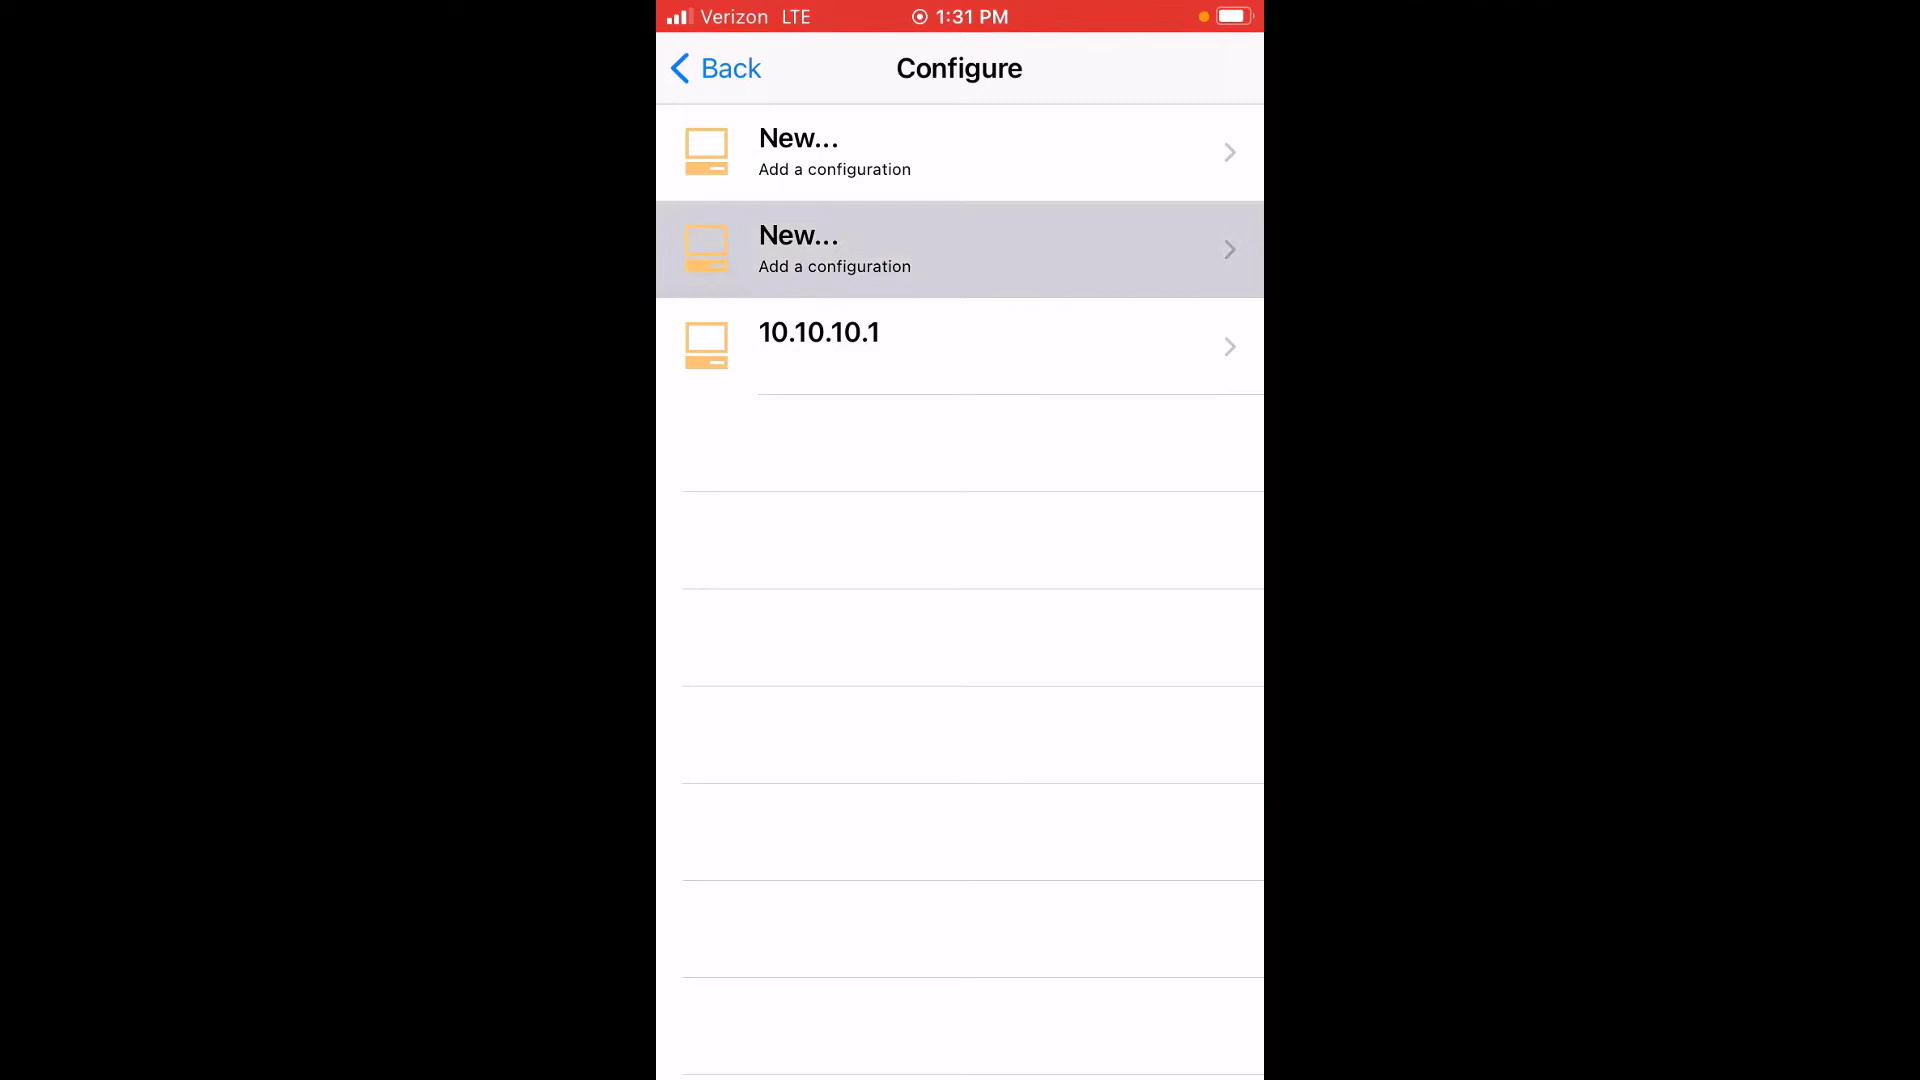 Verizon LTE 1:31 PM
Back Configure
New...
Add a configuration
New...
Add a configuration
10.10.10.1